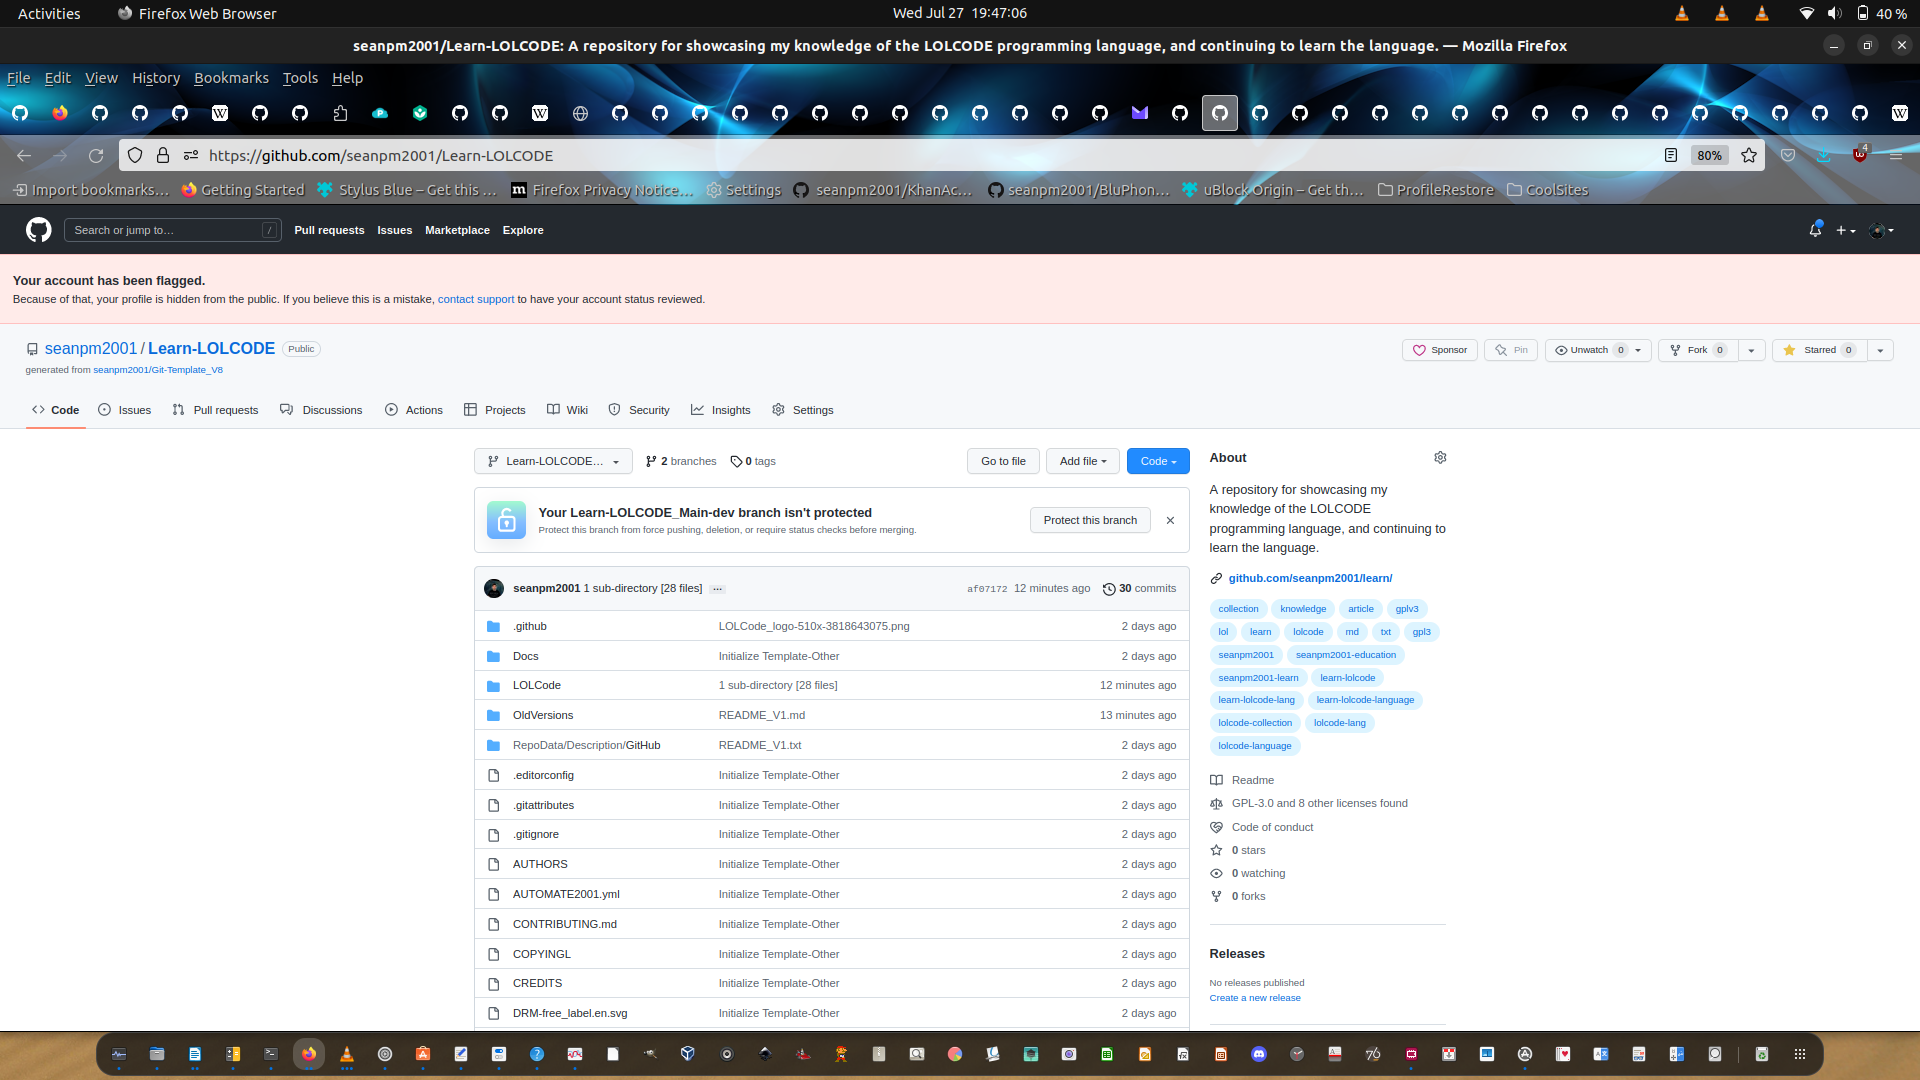 Activities
Firefox Web Browser
Wed Jul 27 19:47:06
40 %
seanpm2001/Learn-LOLCODE: A repository for showcasing my knowledge of the LOLCODE programming language, and continuing to learn the language. — Mozilla Firefox
File Edit View History Bookmarks Tools Help
https://github.com/seanpm2001/Learn-LOLCODE
80%
4
Import bookmarks… Getting Started Stylus Blue – Get this … Firefox Privacy Notice… Settings seanpm2001/KhanAc… seanpm2001/BluPhon… uBlock Origin – Get th… ProfileRestore CoolSites
Search or jump to…
/
Pull requests Issues Marketplace Explore
Your account has been flagged.
Because of that, your profile is hidden from the public. If you believe this is a mistake, contact support to have your account status reviewed.
seanpm2001 / Learn-LOLCODE Public
generated from seanpm2001/Git-Template_V8
Sponsor
Pin
Unwatch 0
Fork 0
Starred 0
Code Issues Pull requests Discussions Actions Projects Wiki Security Insights Settings
Learn-LOLCODE… 2 branches 0 tags
Go to file Add file Code
Your Learn-LOLCODE_Main-dev branch isn't protected
Protect this branch from force pushing, deletion, or require status checks before merging.
Protect this branch
seanpm2001 1 sub-directory [28 files] … af07172 12 minutes ago 30 commits
.github LOLCode_logo-510x-3818643075.png 2 days ago
Docs Initialize Template-Other 2 days ago
LOLCode 1 sub-directory [28 files] 12 minutes ago
OldVersions README_V1.md 13 minutes ago
RepoData/Description/GitHub README_V1.txt 2 days ago
.editorconfig Initialize Template-Other 2 days ago
.gitattributes Initialize Template-Other 2 days ago
.gitignore Initialize Template-Other 2 days ago
AUTHORS Initialize Template-Other 2 days ago
AUTOMATE2001.yml Initialize Template-Other 2 days ago
CONTRIBUTING.md Initialize Template-Other 2 days ago
COPYINGL Initialize Template-Other 2 days ago
CREDITS Initialize Template-Other 2 days ago
DRM-free_label.en.svg Initialize Template-Other 2 days ago
About
A repository for showcasing my
knowledge of the LOLCODE
programming language, and continuing to
learn the language.
github.com/seanpm2001/learn/
collection knowledge article gplv3
lol learn lolcode md txt gpl3
seanpm2001 seanpm2001-education
seanpm2001-learn learn-lolcode
learn-lolcode-lang learn-lolcode-language
lolcode-collection lolcode-lang
lolcode-language
Readme
GPL-3.0 and 8 other licenses found
Code of conduct
0 stars
0 watching
0 forks
Releases
No releases published
Create a new release